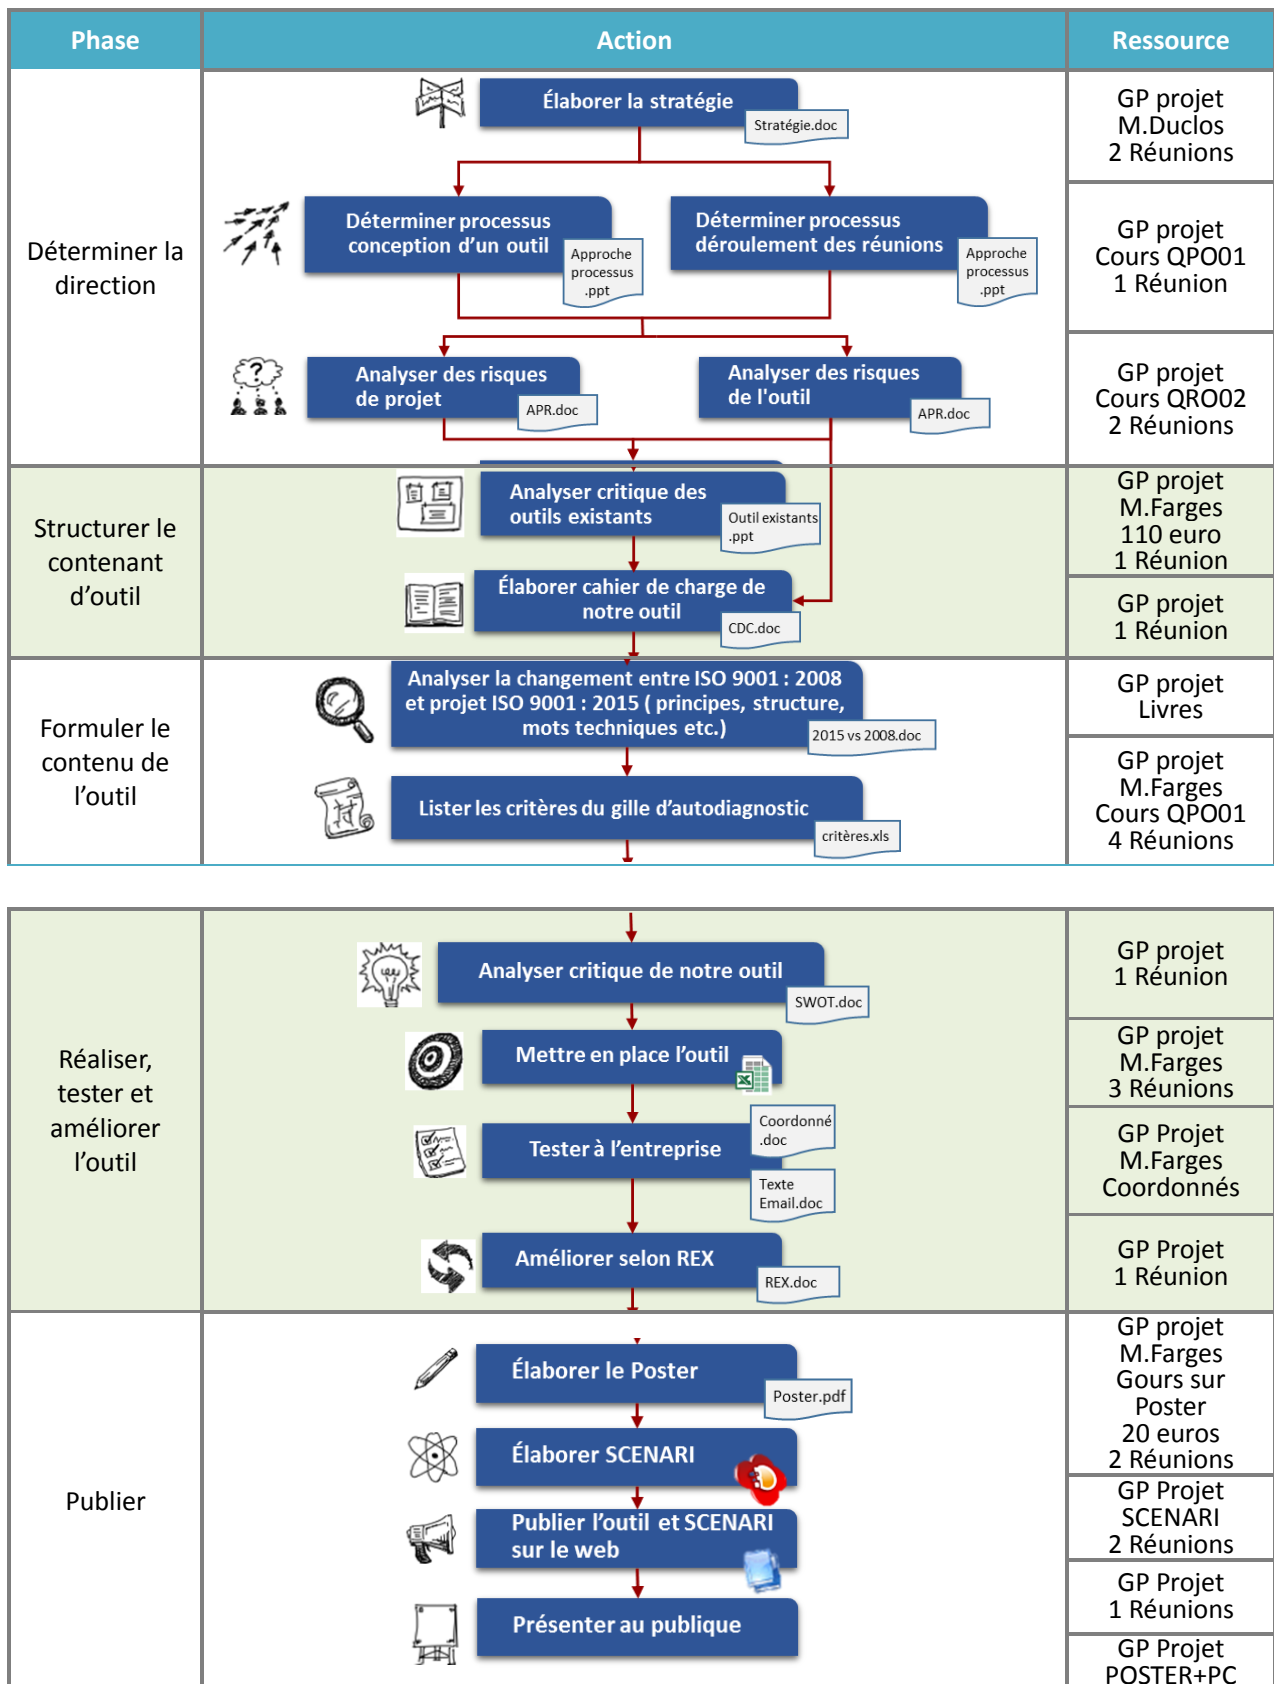 Phase
Action
Ressource
Déterminer la
direction
Élaborer la stratégie
Stratégie.doc
GP projet
M.Duclos
2 Réunions
Déterminer processus
conception d'un outil
Approche
processus
.ppt
Déterminer processus
déroulement des réunions
Approche
processus
.ppt
GP projet
Cours QPO01
1 Réunion
Analyser des risques
de projet
APR.doc
Analyser des risques
de l'outil
APR.doc
GP projet
Cours QRO02
2 Réunions
Structurer le
contenant
d'outil
Analyser critique des
outils existants
Outil existants
.ppt
GP projet
M.Farges
110 euro
1 Réunion
Élaborer cahier de charge de
notre outil
CDC.doc
GP projet
1 Réunion
Formuler le
contenu de
l'outil
Analyser la changement entre ISO 9001 : 2008
et projet ISO 9001 : 2015 ( principes, structure,
mots techniques etc.)
2015 vs 2008.doc
GP projet
Livres
Lister les critères du gille d'autodiagnostic
critères.xls
GP projet
M.Farges
Cours QPO01
4 Réunions
Réaliser,
tester et
améliorer
l'outil
Analyser critique de notre outil
SWOT.doc
GP projet
1 Réunion
Mettre en place l'outil
GP projet
M.Farges
3 Réunions
Tester à l'entreprise
Coordonné
.doc
Texte
Email.doc
GP Projet
M.Farges
Coordonnés
Améliorer selon REX
REX.doc
GP Projet
1 Réunion
Publier
Élaborer le Poster
Poster.pdf
GP projet
M.Farges
Gours sur
Poster
20 euros
2 Réunions
Élaborer SCENARI
GP Projet
SCENARI
2 Réunions
Publier l'outil et SCENARI
sur le web
GP Projet
1 Réunions
Présenter au publique
GP Projet
POSTER+PC